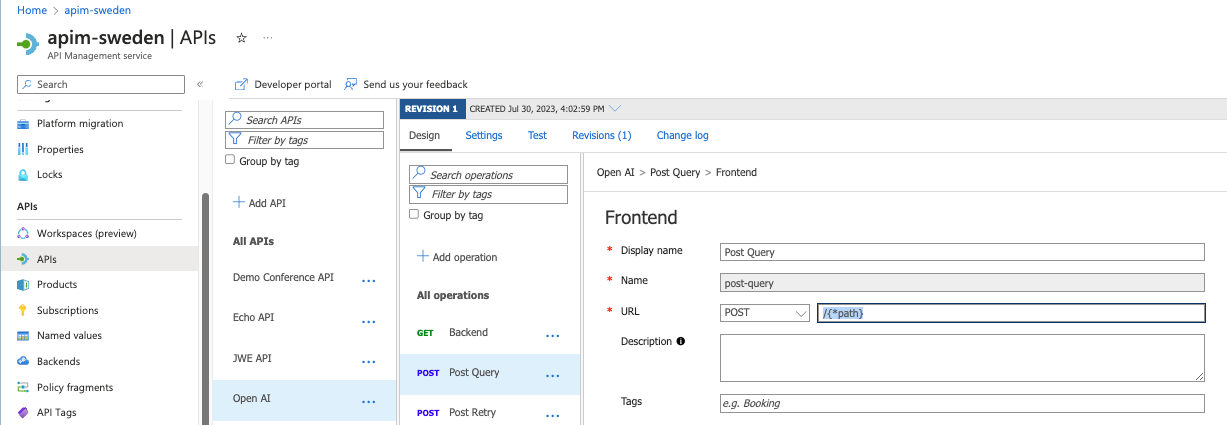 Home > apim-sweden
apim-sweden | APIs
API Management service
Search
Platform migration
Properties
Locks
APIs
Workspaces (preview)
APIs
Products
Subscriptions
Named values
Backends
Policy fragments
API Tags
Developer portal
Send us your feedback
Search APIs
Filter by tags
Group by tag
Add API
All APIs
Demo Conference API
Echo API
JWE API
Open AI
REVISION 1
CREATED Jul 30, 2023, 4:02:59 PM
Design
Settings
Test
Revisions (1)
Change log
Search operations
Filter by tags
Group by tag
Add operation
All operations
GET Backend
POST Post Query
POST Post Retry
Open AI > Post Query > Frontend
Frontend
* Display name
Post Query
* Name
post-query
* URL
POST
/{*path}
Description
Tags
e.g. Booking